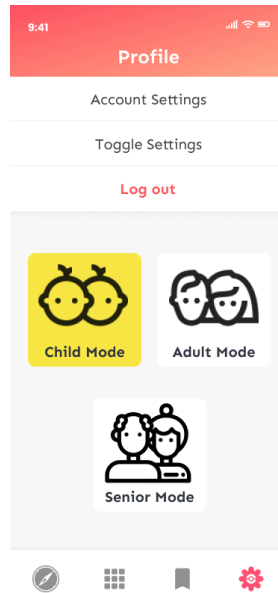 9:41
Profile
Account Settings
Toggle Settings
Log out
Child Mode
Adult Mode
Senior Mode